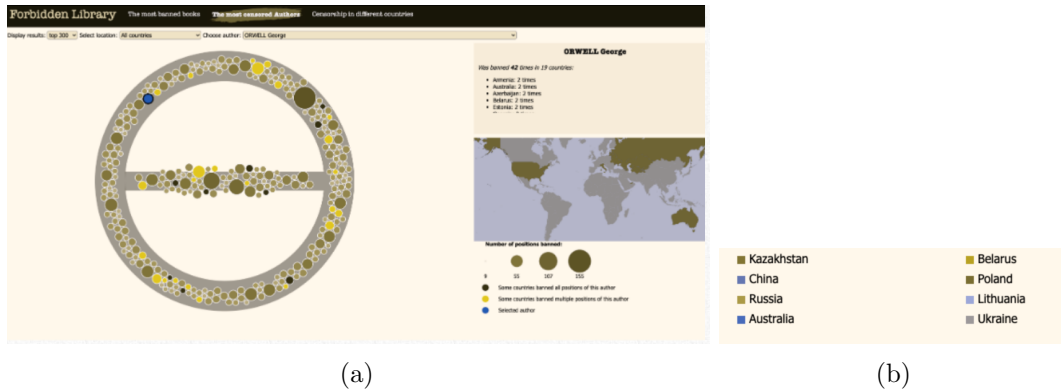 Forbidden Library The most banned books The most censored Authors Censorship in different countries
Display results: top 300 Select location: All countries Choose author: ORWELL George
ORWELL George
Was banned 42 times in 19 countries:
Armenia: 2 times
Australia: 2 times
Azerbaijan: 2 times
Belarus: 2 times
Estonia: 2 times
Number of positions banned:
55 107 155
Some countries banned all positions of this author
Some countries banned multiple positions of this author
Selected author
Kazakhstan Belarus
China Poland
Russia Lithuania
Australia Ukraine
(a) (b)